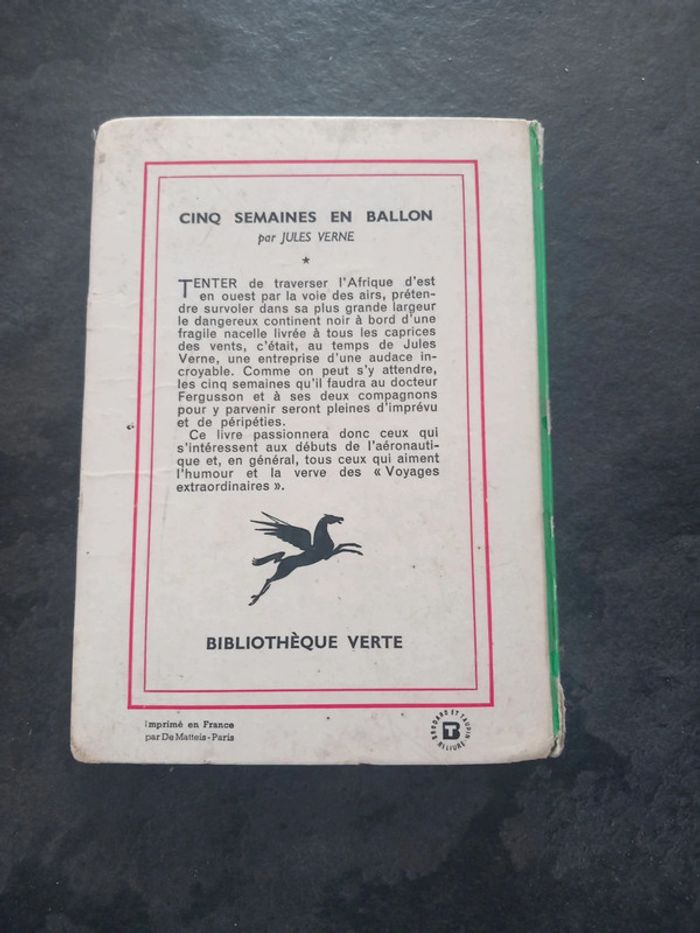 CINQ SEMAINES EN BALLON
par JULES VERNE
*
TENTER de traverser l'Afrique d'est
en ouest par la voie des airs, préten-
dre survoler dans sa plus grande largeur
le dangereux continent noir à bord d'une
fragile nacelle livrée à tous les caprices
des vents, c'était, au temps de Jules
Verne, une entreprise d'une audace in-
croyable. Comme on peut s'y attendre,
les cinq semaines qu'il faudra au docteur
Fergusson et à ses deux compagnons
pour y parvenir seront pleines d'imprévu
et de péripéties.
Ce livre passionnera donc ceux qui
s'intéressent aux débuts de l'aéronauti-
que et, en général, tous ceux qui aiment
l'humour et la verve des « Voyages
extraordinaires ».
BIBLIOTHÈQUE VERTE
Imprimé en France
par De Matteis-Paris
BRODARD ET TAUPIN
RELIURE
BT